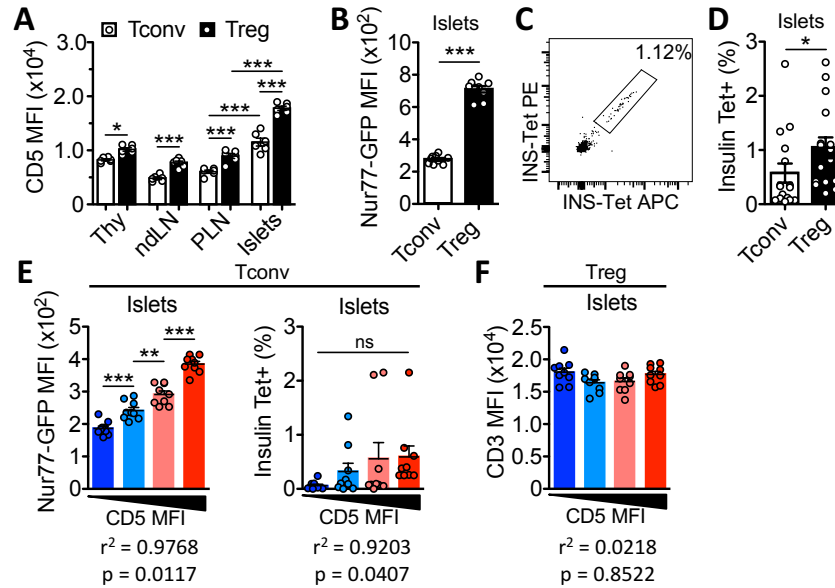 A
Tconv
Treg
CD5 MFI (x10⁴)
3.0
2.0
1.0
0.0
*
***
***
***
***
***
Thy
ndLN
PLN
Islets
B
Islets
Nur77-GFP MFI (x10²)
10
8
6
4
2
0
***
Tconv
Treg
C
1.12%
INS-Tet PE
INS-Tet APC
D
Islets
Insulin Tet+ (%)
4
3
2
1
0
*
Tconv
Treg
E
Tconv
Islets
Nur77-GFP MFI (x10²)
5
4
3
2
1
0
***
**
***
CD5 MFI
r² = 0.9768
p = 0.0117
Islets
Insulin Tet+ (%)
3
2
1
0
ns
CD5 MFI
r² = 0.9203
p = 0.0407
F
Treg
Islets
CD3 MFI (x10⁴)
2.5
2.0
1.5
1.0
0.5
0.0
CD5 MFI
r² = 0.0218
p = 0.8522